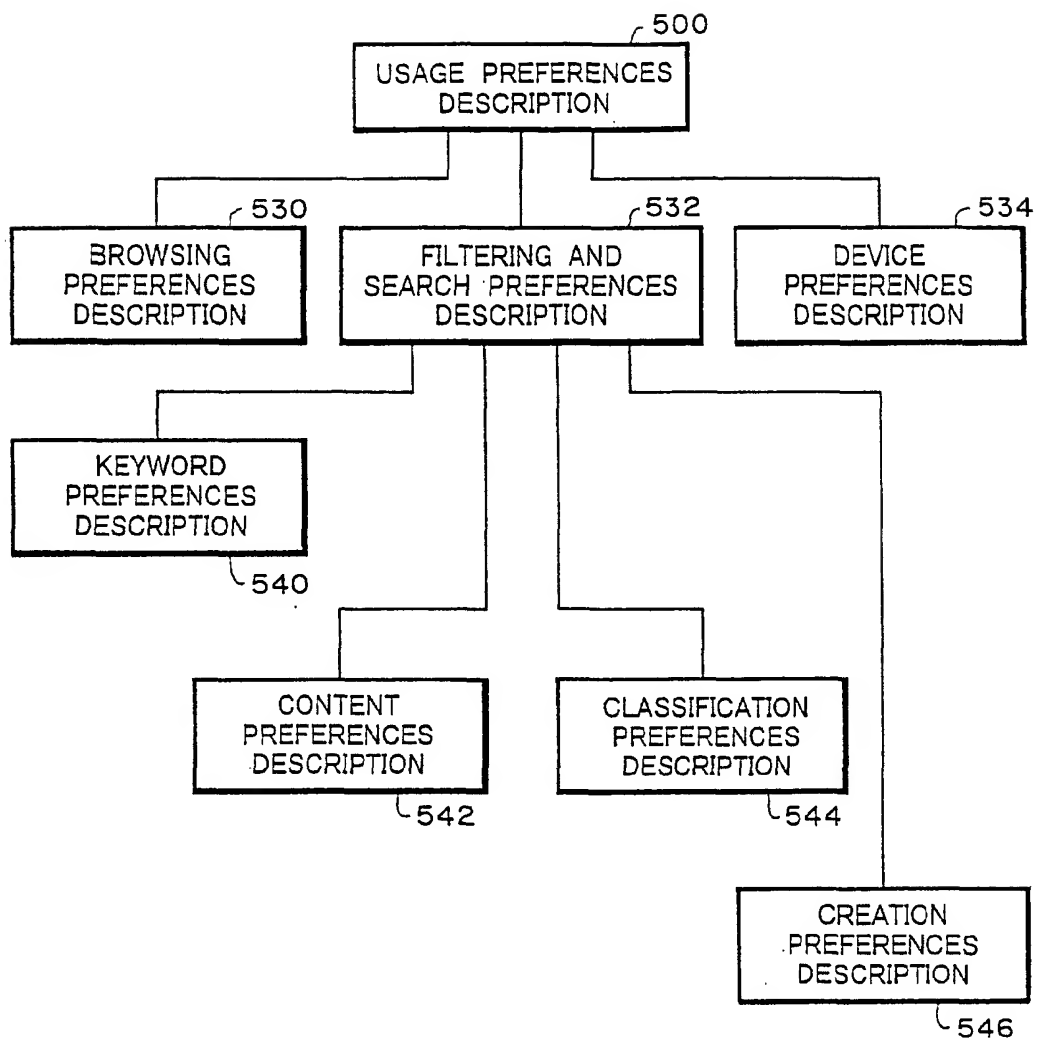 500
USAGE PREFERENCES
DESCRIPTION
530
BROWSING
PREFERENCES
DESCRIPTION
532
FILTERING AND
SEARCH PREFERENCES
DESCRIPTION
534
DEVICE
PREFERENCES
DESCRIPTION
KEYWORD
PREFERENCES
DESCRIPTION
540
CONTENT
PREFERENCES
DESCRIPTION
542
CLASSIFICATION
PREFERENCES
DESCRIPTION
544
CREATION
PREFERENCES
DESCRIPTION
546